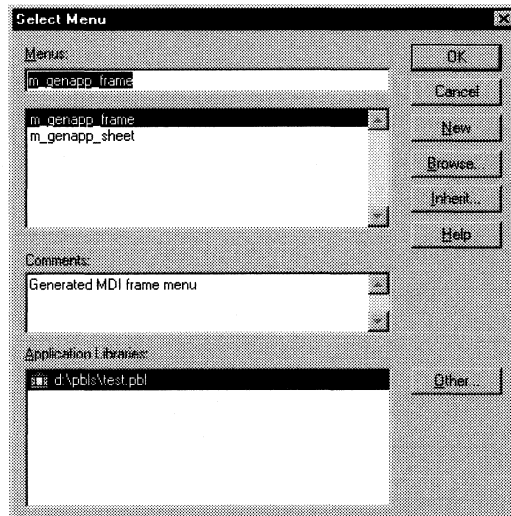 Select Menu
Menus:
m_genapp_frame
m_genapp_frame
m_genapp_sheet
Comments:
Generated MDI frame menu
Application Libraries:
d:\pbls\test.pbl
OK
Cancel
New
Browse..
Inherit...
Help
Other...